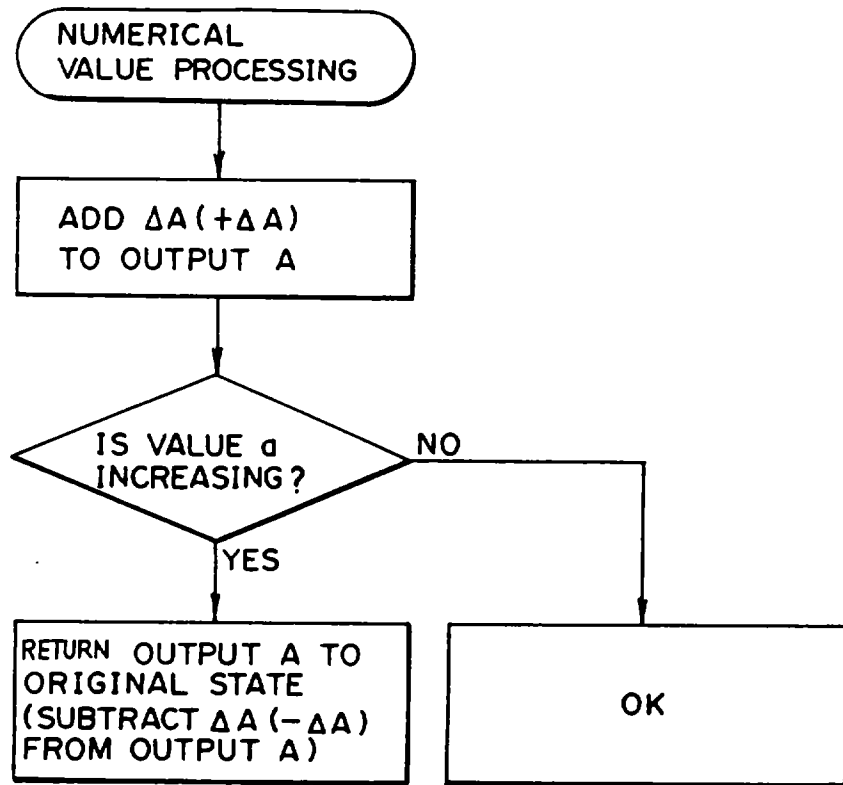 NUMERICAL
VALUE PROCESSING
ADD ΔA(+ΔA)
TO OUTPUT A
IS VALUE a
INCREASING?
NO
YES
RETURN OUTPUT A TO
ORIGINAL STATE
(SUBTRACT ΔA(-ΔA)
FROM OUTPUT A)
OK